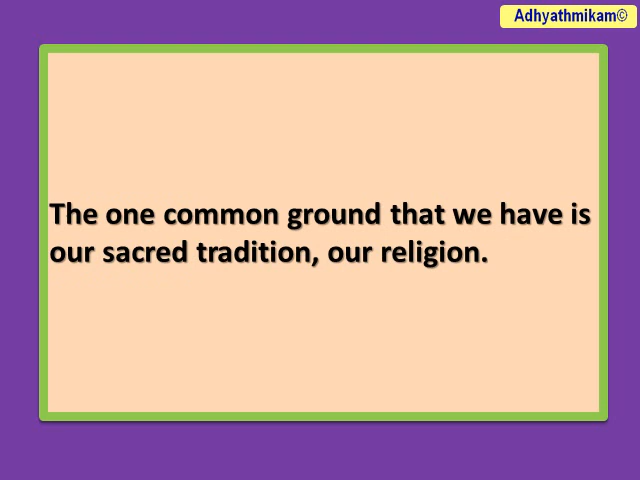 Adhyathmikam©
The one common ground that we have is
our sacred tradition, our religion.